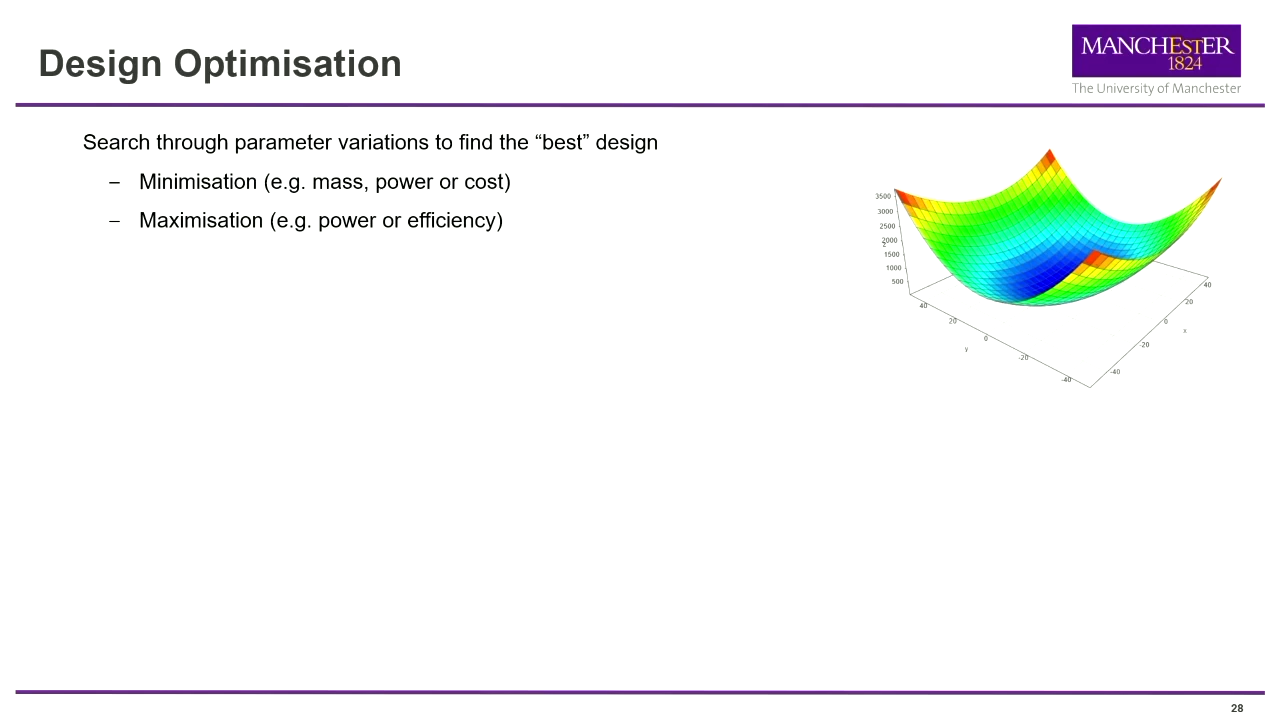 Design Optimisation
MANCHESTER
1824
The University of Manchester
Search through parameter variations to find the “best” design
– Minimisation (e.g. mass, power or cost)
– Maximisation (e.g. power or efficiency)
3500
3000
2500
2000
z
1500
1000
500
40
20
0
-20
-40
y
40
20
0
-20
-40
x
28